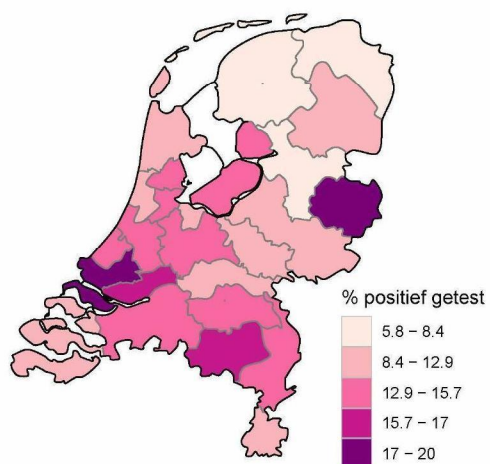 % positief getest
5.8 – 8.4
8.4 – 12.9
12.9 – 15.7
15.7 – 17
17 – 20